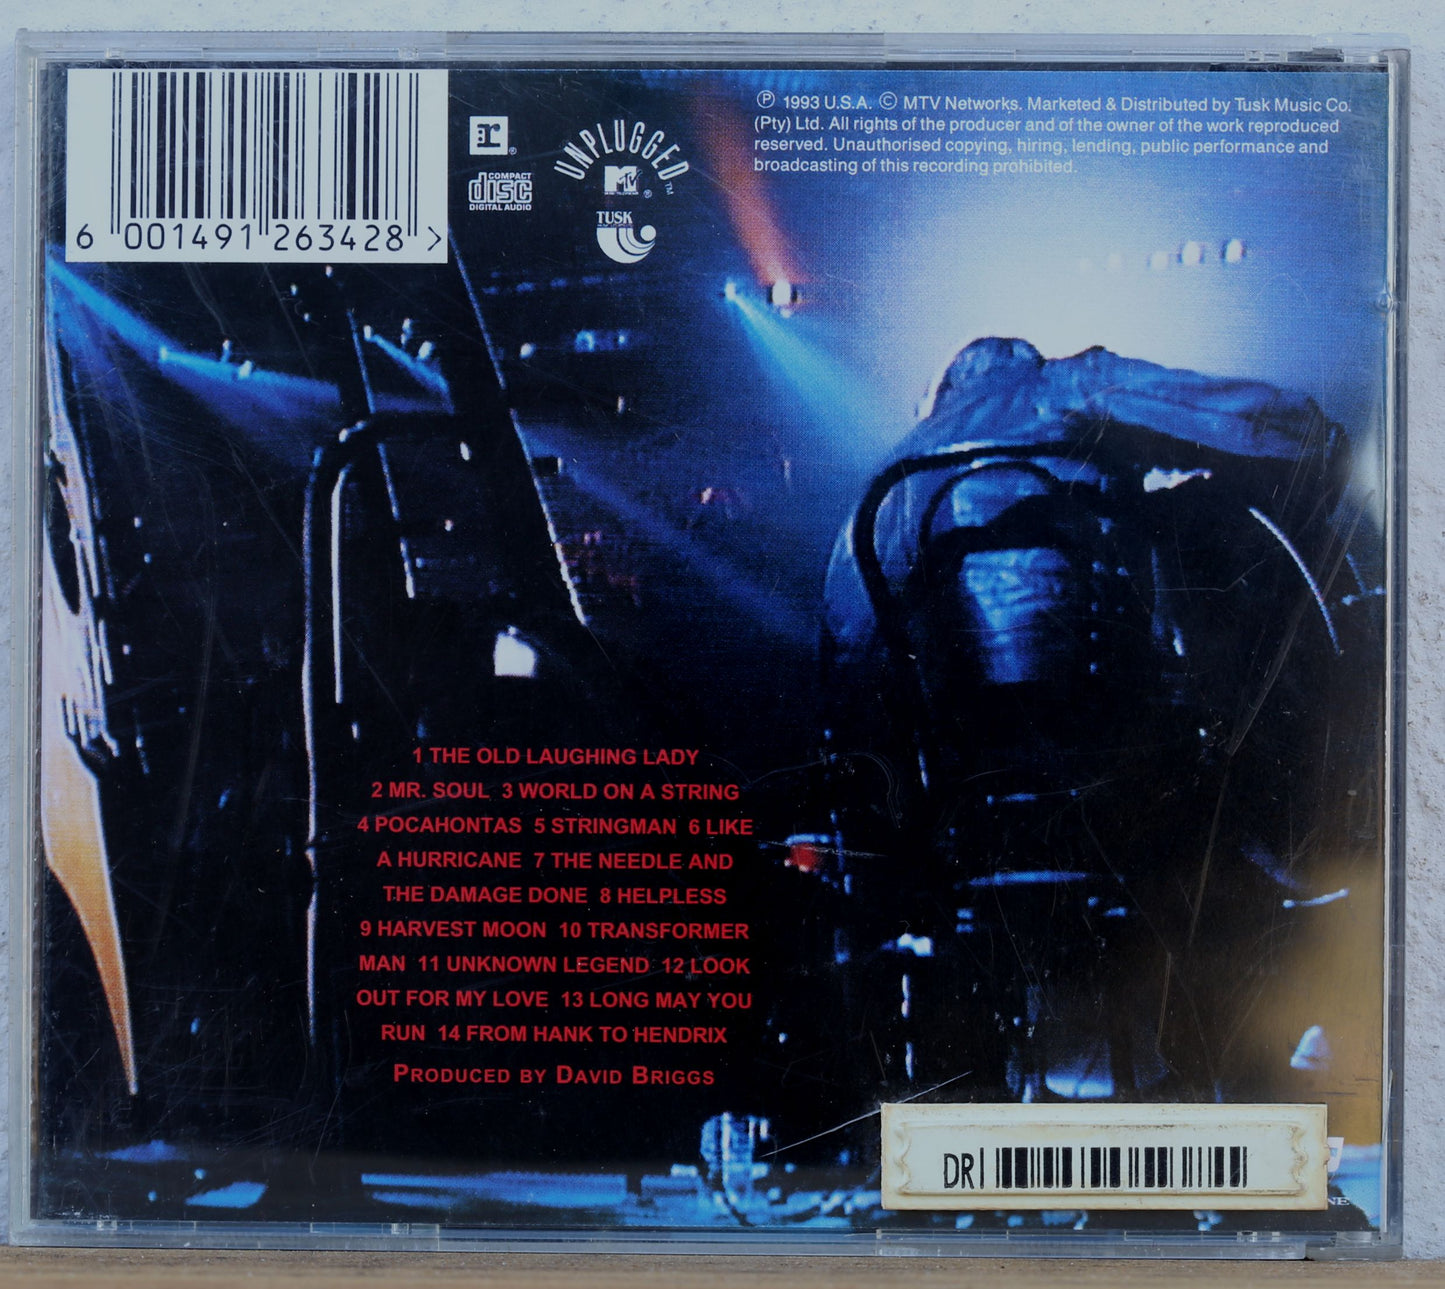 6 001491 263428 >
r ®
COMPACT
disc
DIGITAL AUDIO
UNPLUGGED ™
MTV ®
MUSIC TELEVISION
TUSK
℗ 1993 U.S.A. © MTV Networks. Marketed & Distributed by Tusk Music Co.
(Pty) Ltd. All rights of the producer and of the owner of the work reproduced
reserved. Unauthorised copying, hiring, lending, public performance and
broadcasting of this recording prohibited.
1 THE OLD LAUGHING LADY
2 MR. SOUL 3 WORLD ON A STRING
4 POCAHONTAS 5 STRINGMAN 6 LIKE
A HURRICANE 7 THE NEEDLE AND
THE DAMAGE DONE 8 HELPLESS
9 HARVEST MOON 10 TRANSFORMER
MAN 11 UNKNOWN LEGEND 12 LOOK
OUT FOR MY LOVE 13 LONG MAY YOU
RUN 14 FROM HANK TO HENDRIX
PRODUCED BY DAVID BRIGGS
DR